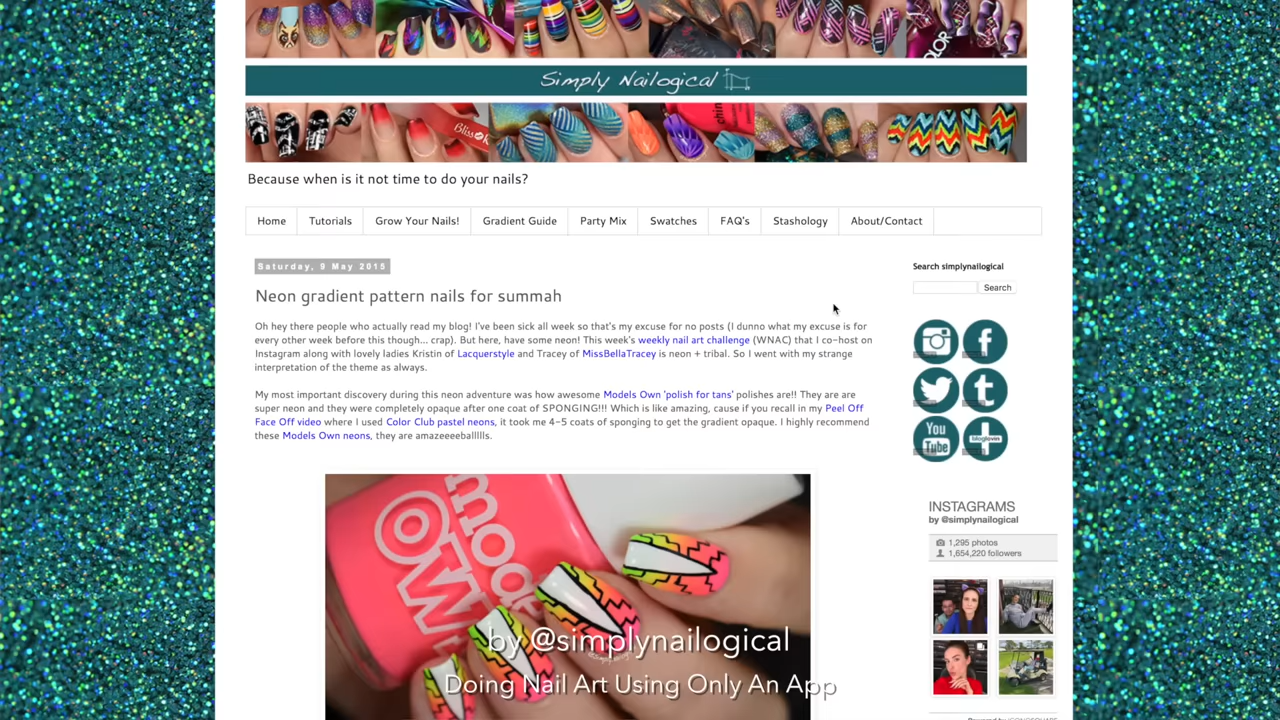 COLOR
Simply Nailogical
Bliss
chin
Because when is it not time to do your nails?
Home Tutorials Grow Your Nails! Gradient Guide Party Mix Swatches FAQ's Stashology About/Contact
Saturday, 9 May 2015
Search simplynailogical
Search
Neon gradient pattern nails for summah
Oh hey there people who actually read my blog! I've been sick all week so that's my excuse for no posts (I dunno what my excuse is for
every other week before this though... crap). But here, have some neon! This week's weekly nail art challenge (WNAC) that I co-host on
Instagram along with lovely ladies Kristin of Lacquerstyle and Tracey of MissBellaTracey is neon + tribal. So I went with my strange
interpretation of the theme as always.
My most important discovery during this neon adventure was how awesome Models Own 'polish for tans' polishes are!! They are are
super neon and they were completely opaque after one coat of SPONGING!!! Which is like amazing, cause if you recall in my Peel Off
Face Off video where I used Color Club pastel neons, it took me 4-5 coats of sponging to get the gradient opaque. I highly recommend
these Models Own neons, they are amazeeeballlls.
You
Tube
bloglovin
INSTAGRAMS
by @simplynailogical
1,295 photos
1,654,220 followers
mode
OWN
by @simplynailogical
Doing Nail Art Using Only An App